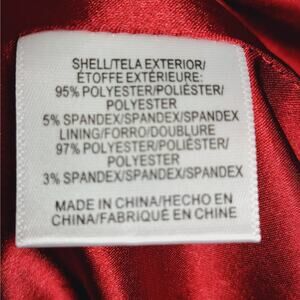 SHELL/TELA EXTERIOR/
ÉTOFFE EXTÉRIEURE:
95% POLYESTER/POLIÉSTER/
POLYESTER
5% SPANDEX/SPANDEX/SPANDEX
LINING/FORRO/DOUBLURE
97% POLYESTER/POLIÉSTER/
POLYESTER
3% SPANDEX/SPANDEX/SPANDEX
MADE IN CHINA/HECHO EN
CHINA/FABRIQUÉ EN CHINE